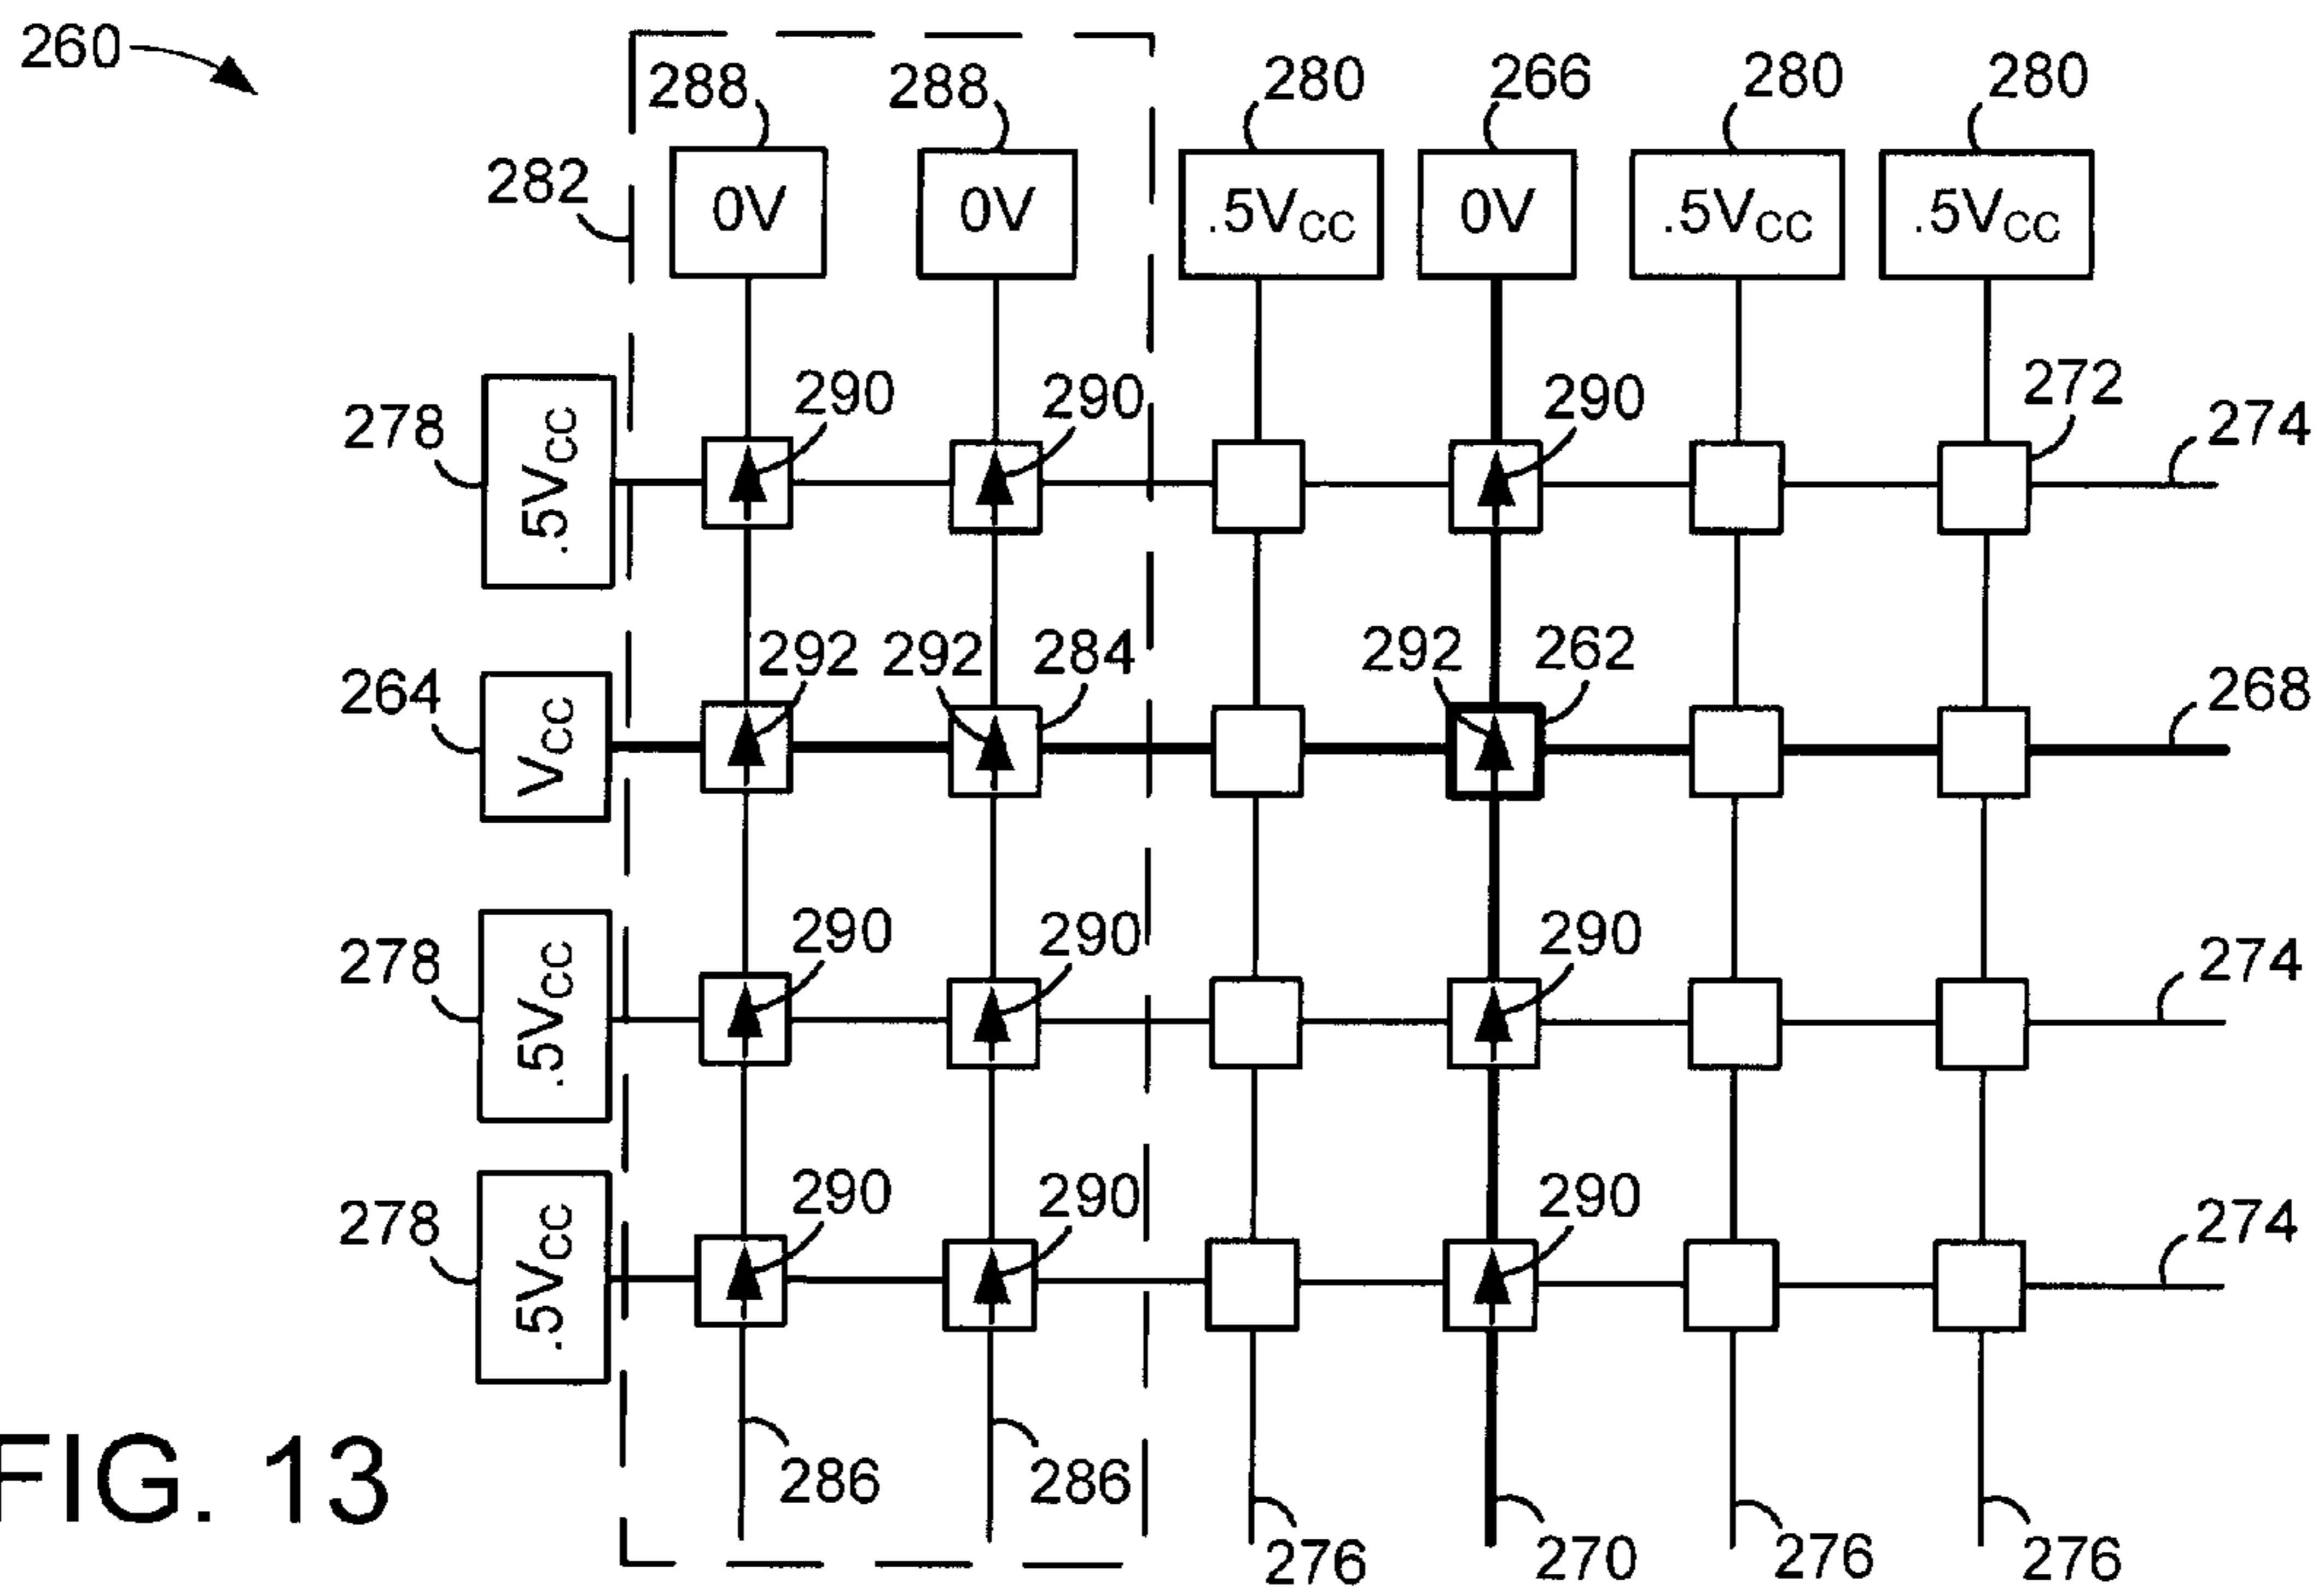 260
288 288 280 266 280 280
282 0V 0V .5VCC 0V .5VCC .5VCC
278 .5VCC 290 290 290 272 274
264 VCC 292 292 284 292 262 268
278 .5VCC 290 290 290 274
278 .5VCC 290 290 290 274
286 286 276 270 276 276
FIG. 13